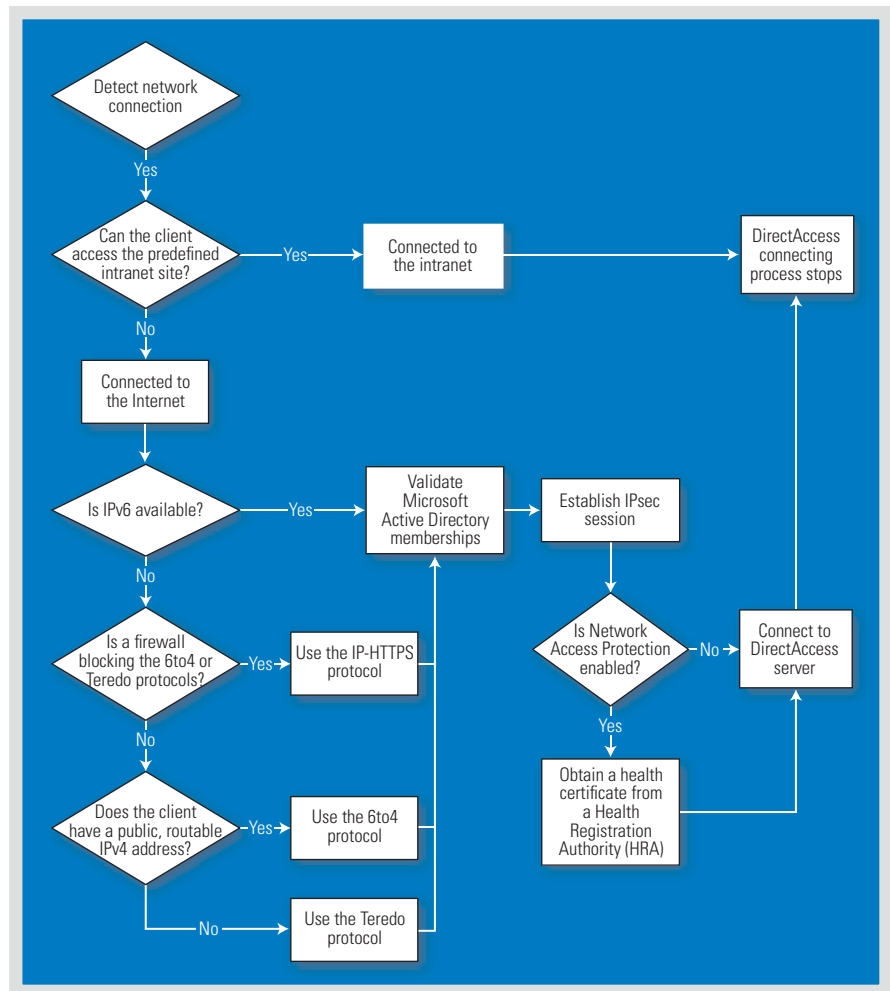 Detect network
connection
Yes
Can the client
access the predefined
intranet site?
Yes
Connected to
the intranet
DirectAccess
connecting
process stops
No
Connected to
the Internet
Is IPv6 available?
Yes
Validate
Microsoft
Active Directory
memberships
Establish IPsec
session
No
Is a firewall
blocking the 6to4 or
Teredo protocols?
Yes
Use the IP-HTTPS
protocol
Is Network
Access Protection
enabled?
No
Connect to
DirectAccess
server
No
Yes
Does the client
have a public, routable
IPv4 address?
Yes
Use the 6to4
protocol
Obtain a health
certificate from
a Health
Registration
Authority (HRA)
No
Use the Teredo
protocol